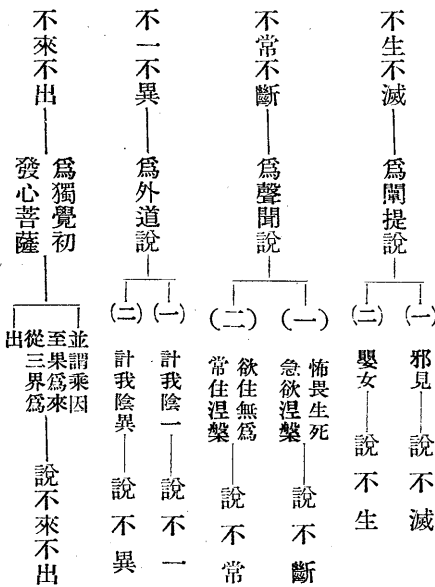 不生不滅
為闡提說
(一)
邪見
說不滅
(二)
嬰女
說不生
不常不斷
為聲聞說
(一)
怖畏生死
急欲涅槃
說不斷
(二)
欲住無為
常住涅槃
說不常
不一不異
為外道說
(一)
計我陰一
說不一
(二)
計我陰異
說不異
不來不出
為獨覺初
發心菩薩
並謂乘因
至果為來
從三界為
出
說不來不出